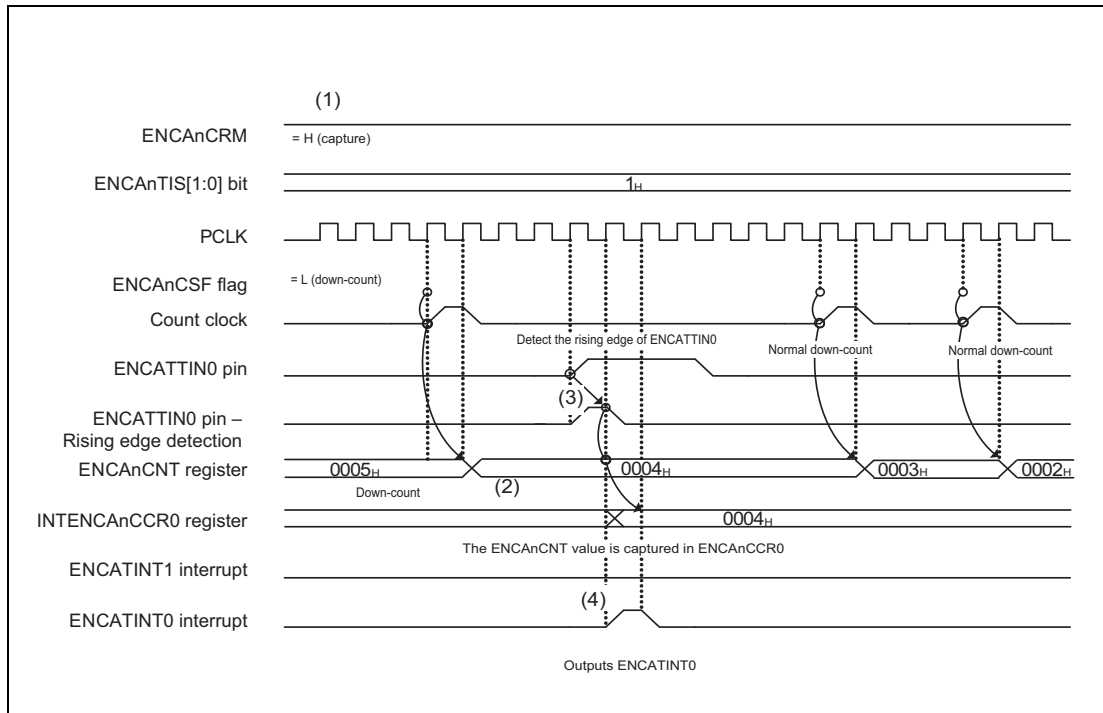 (1)
ENCAnCRM
= H (capture)
ENCAnTIS[1:0] bit
1H
PCLK
ENCAnCSF flag
= L (down-count)
Count clock
Detect the rising edge of ENCATTIN0
Normal down-count
Normal down-count
ENCATTIN0 pin
(3)
ENCATTIN0 pin –
Rising edge detection
ENCAnCNT register
0005H
0004H
0003H
0002H
Down-count
(2)
INTENCAnCCR0 register
0004H
The ENCAnCNT value is captured in ENCAnCCR0
ENCATINT1 interrupt
(4)
ENCATINT0 interrupt
Outputs ENCATINT0